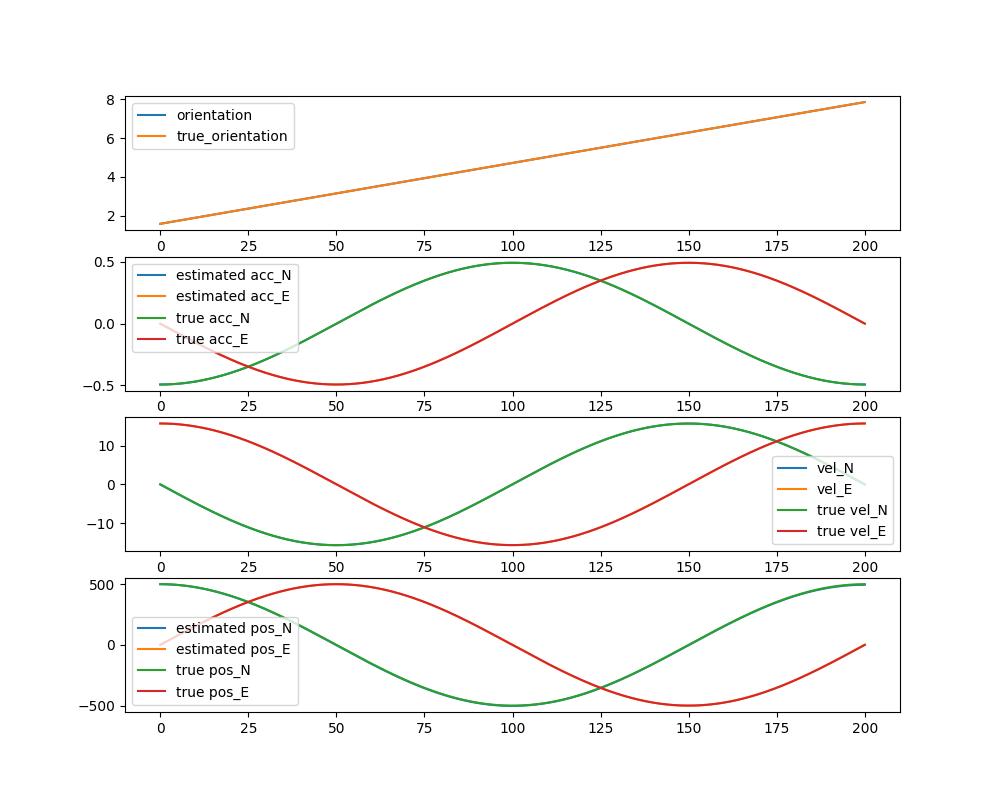 8
6
4
2
orientation
true_orientation
0 25 50 75 100 125 150 175 200
0.5
0.0
−0.5
estimated acc_N
estimated acc_E
true acc_N
true acc_E
0 25 50 75 100 125 150 175 200
10
0
−10
vel_N
vel_E
true vel_N
true vel_E
0 25 50 75 100 125 150 175 200
500
0
−500
estimated pos_N
estimated pos_E
true pos_N
true pos_E
0 25 50 75 100 125 150 175 200